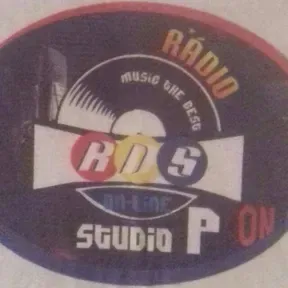 RÁDIO
MUSIC THE BEST
RDS
ON-LINE
STUDIO P ON